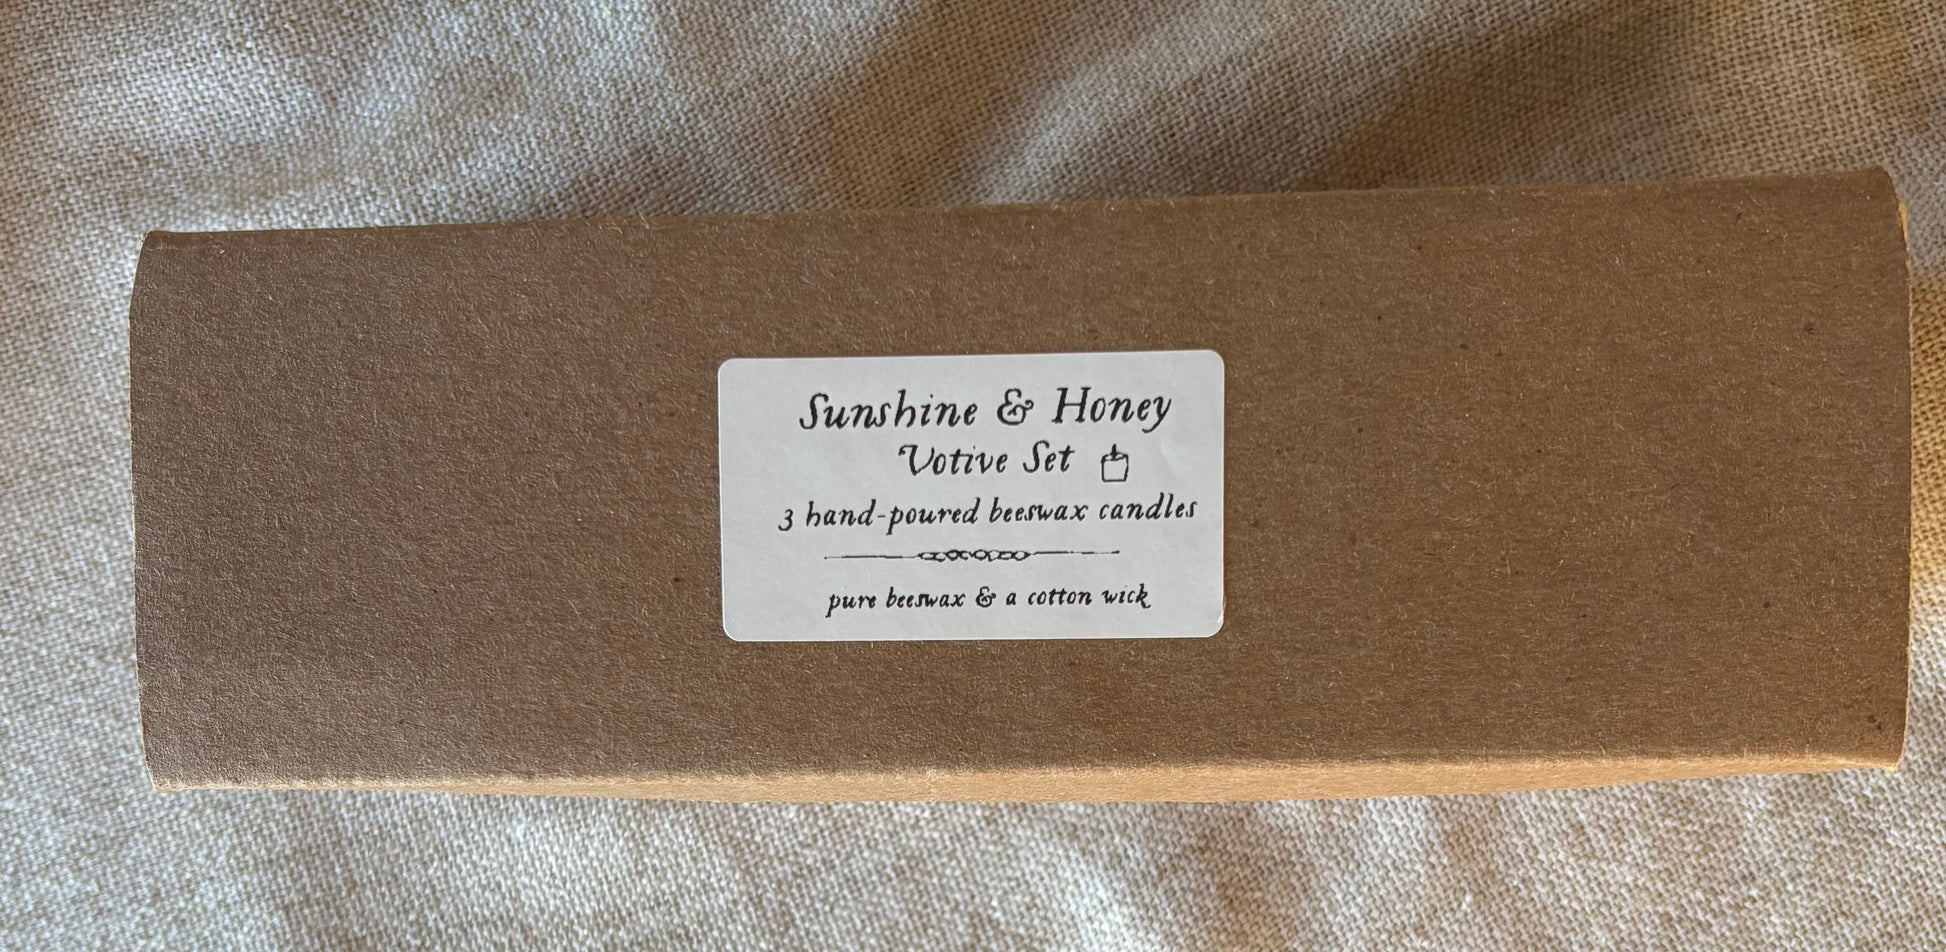 Sunshine & Honey
Votive Set
3 hand-poured beeswax candles
pure beeswax & a cotton wick